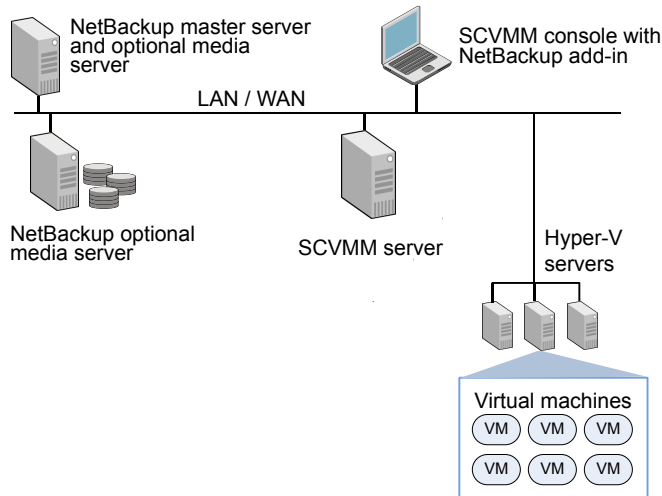 NetBackup master server
and optional media
server
SCVMM console with
NetBackup add-in
LAN / WAN
NetBackup optional
media server
SCVMM server
Hyper-V
servers
Virtual machines
VM VM VM
VM VM VM